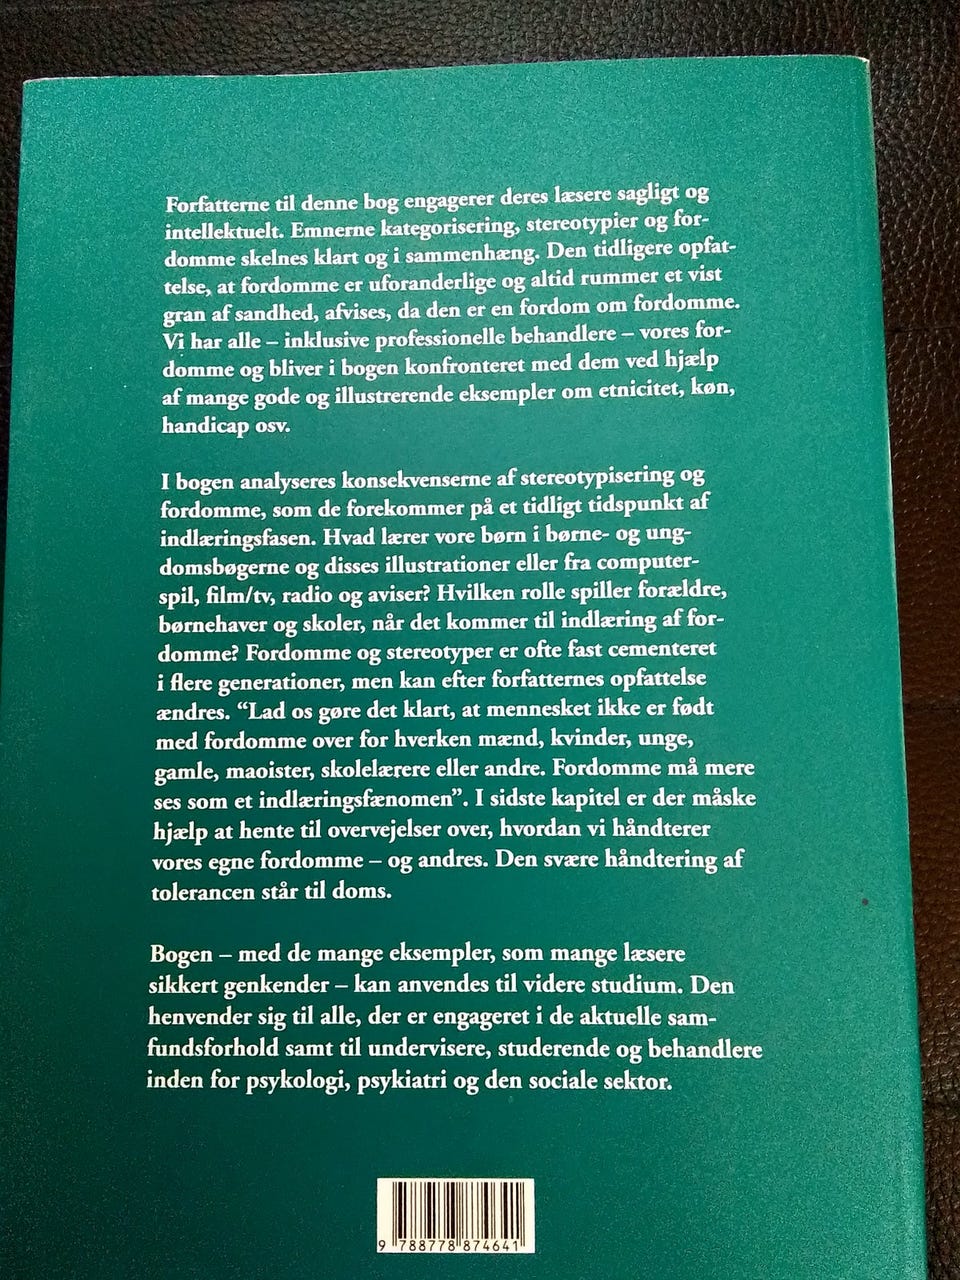 Forfatterne til denne bog engagerer deres læsere sagligt og
intellektuelt. Emnerne kategorisering, stereotypier og for-
domme skelnes klart og i sammenhæng. Den tidligere opfat-
telse, at fordomme er uforanderlige og altid rummer et vist
gran af sandhed, afvises, da den er en fordom om fordomme.
Vi har alle – inklusive professionelle behandlere – vores for-
domme og bliver i bogen konfronteret med dem ved hjælp
af mange gode og illustrerende eksempler om etnicitet, køn,
handicap osv.
I bogen analyseres konsekvenserne af stereotypisering og
fordomme, som de forekommer på et tidligt tidspunkt af
indlæringsfasen. Hvad lærer vore børn i børne- og ung-
domsbøgerne og disses illustrationer eller fra computer-
spil, film/tv, radio og aviser? Hvilken rolle spiller forældre,
børnehaver og skoler, når det kommer til indlæring af for-
domme? Fordomme og stereotyper er ofte fast cementeret
i flere generationer, men kan efter forfatternes opfattelse
ændres. “Lad os gøre det klart, at mennesket ikke er født
med fordomme over for hverken mænd, kvinder, unge,
gamle, maoister, skolelærere eller andre. Fordomme må mere
ses som et indlæringsfænomen”. I sidste kapitel er der måske
hjælp at hente til overvejelser over, hvordan vi håndterer
vores egne fordomme – og andres. Den svære håndtering af
tolerancen står til doms.
Bogen – med de mange eksempler, som mange læsere
sikkert genkender – kan anvendes til videre studium. Den
henvender sig til alle, der er engageret i de aktuelle sam-
fundsforhold samt til undervisere, studerende og behandlere
inden for psykologi, psykiatri og den sociale sektor.
9 788778 874641